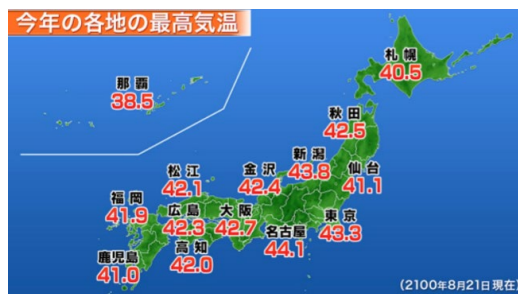 今年の各地の最高気温
札幌
40.5
那覇
38.5
秋田
42.5
新潟
43.8
仙台
41.1
金沢
42.4
松江
42.1
福岡
41.9
広島
42.3
大阪
42.7
東京
43.3
名古屋
44.1
高知
42.0
鹿児島
41.0
(2100年8月21日現在)